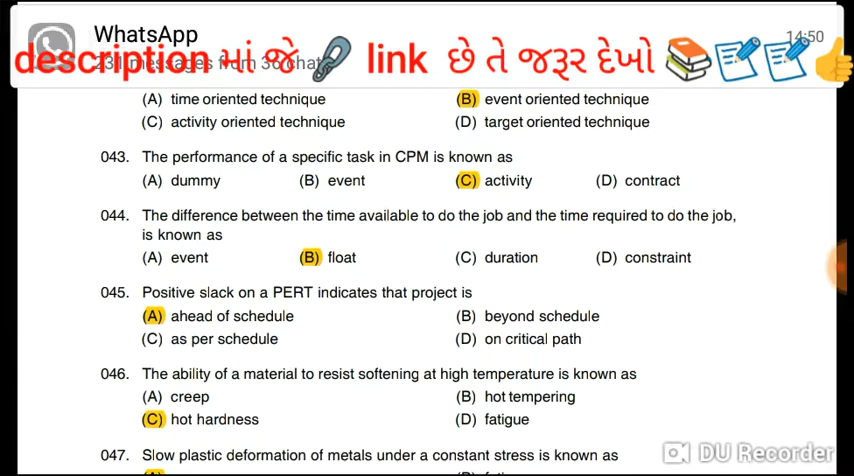 WhatsApp
14:50
description માં જે 🔗 link છે તે જરૂર દેખો 📚📝📝👍
231 messages from 36 chats
(A) time oriented technique (B) event oriented technique
(C) activity oriented technique (D) target oriented technique
043. The performance of a specific task in CPM is known as
(A) dummy (B) event (C) activity (D) contract
044. The difference between the time available to do the job and the time required to do the job,
is known as
(A) event (B) float (C) duration (D) constraint
045. Positive slack on a PERT indicates that project is
(A) ahead of schedule (B) beyond schedule
(C) as per schedule (D) on critical path
046. The ability of a material to resist softening at high temperature is known as
(A) creep (B) hot tempering
(C) hot hardness (D) fatigue
047. Slow plastic deformation of metals under a constant stress is known as
DU Recorder